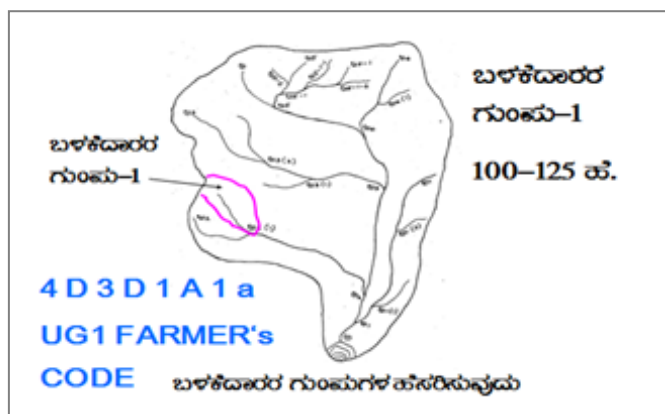 ಬಳಕೆದಾರರ
ಗುಂಪು–1
100–125 ಹೆ.
ಬಳಕೆದಾರರ
ಗುಂಪು–1
4 D 3 D 1 A 1 a
UG1 FARMER's
CODE
ಬಳಕೆದಾರರ ಗುಂಪುಗಳ ಹೆಸರಿಸುವುದು